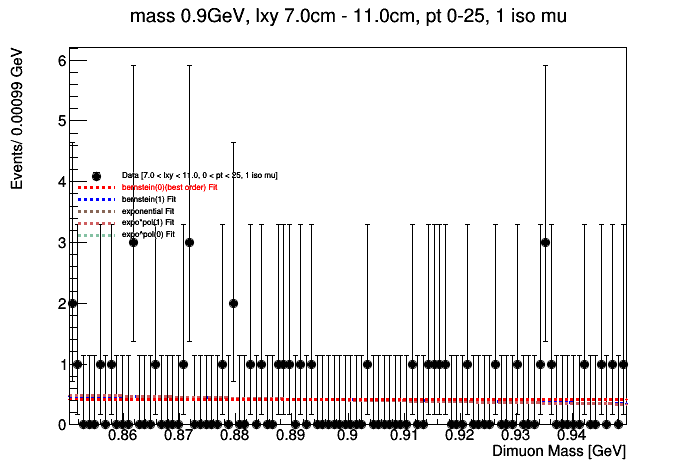 mass 0.9GeV, lxy 7.0cm - 11.0cm, pt 0-25, 1 iso mu
Events/ 0.00099 GeV
6
5
4
3
2
1
0
Data [7.0 < lxy < 11.0, 0 < pt < 25, 1 iso mu]
bernstein(0)(best order) Fit
bernstein(1) Fit
exponential Fit
expo*pol(1) Fit
expo^pol(0) Fit
0.86 0.87 0.88 0.89 0.9 0.91 0.92 0.93 0.94
Dimuon Mass [GeV]